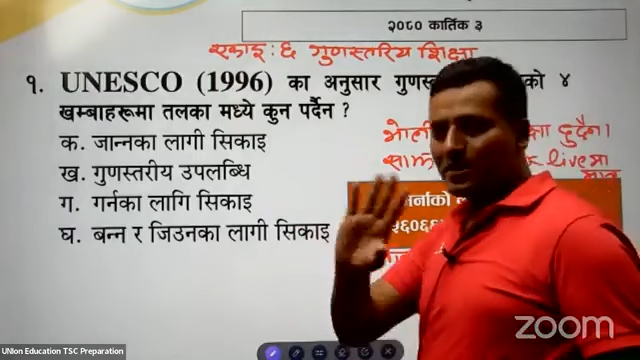 २०८० कार्तिक ३
एकाइ: ६ गुणस्तरिय शिक्षा
१. UNESCO (1996) का अनुसार को ४
खम्बाहरूमा तलका मध्ये कुन पर्दैन ?
क. जान्नका लागी सिकाइ
ख. गुणस्तरीय उपलब्धि
ग. गर्नका लागि सिकाइ
घ. बन्न र जिउनका लागी सिकाइ
भोली हुदैन।
live मा
मात्र
zoom
UNIon Education TSC Preparation